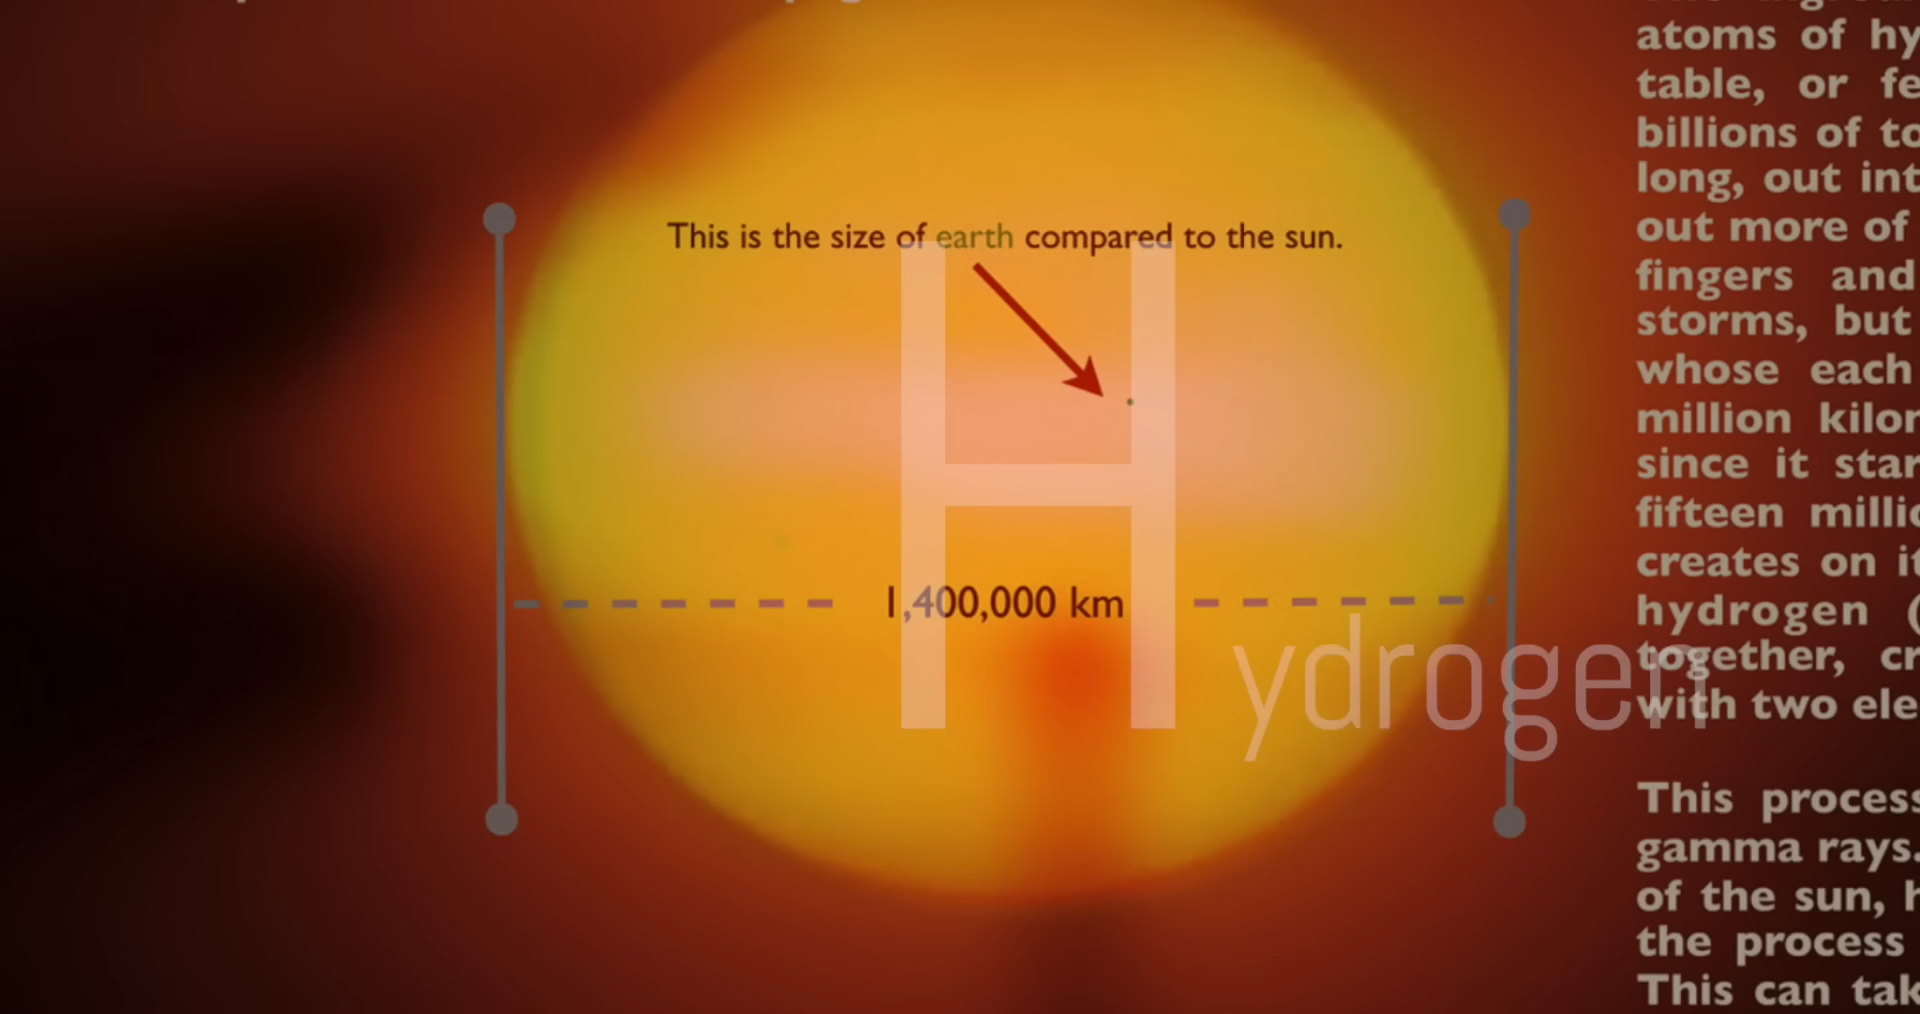 This is the size of earth compared to the sun.
1,400,000 km
Hydrogen
atoms of hy
table, or fe
billions of to
long, out int
out more of
fingers and
storms, but
whose each
million kilor
since it star
fifteen millio
creates on it
hydrogen (
together, cr
with two ele
This process
gamma rays.
of the sun, h
the process
This can tak